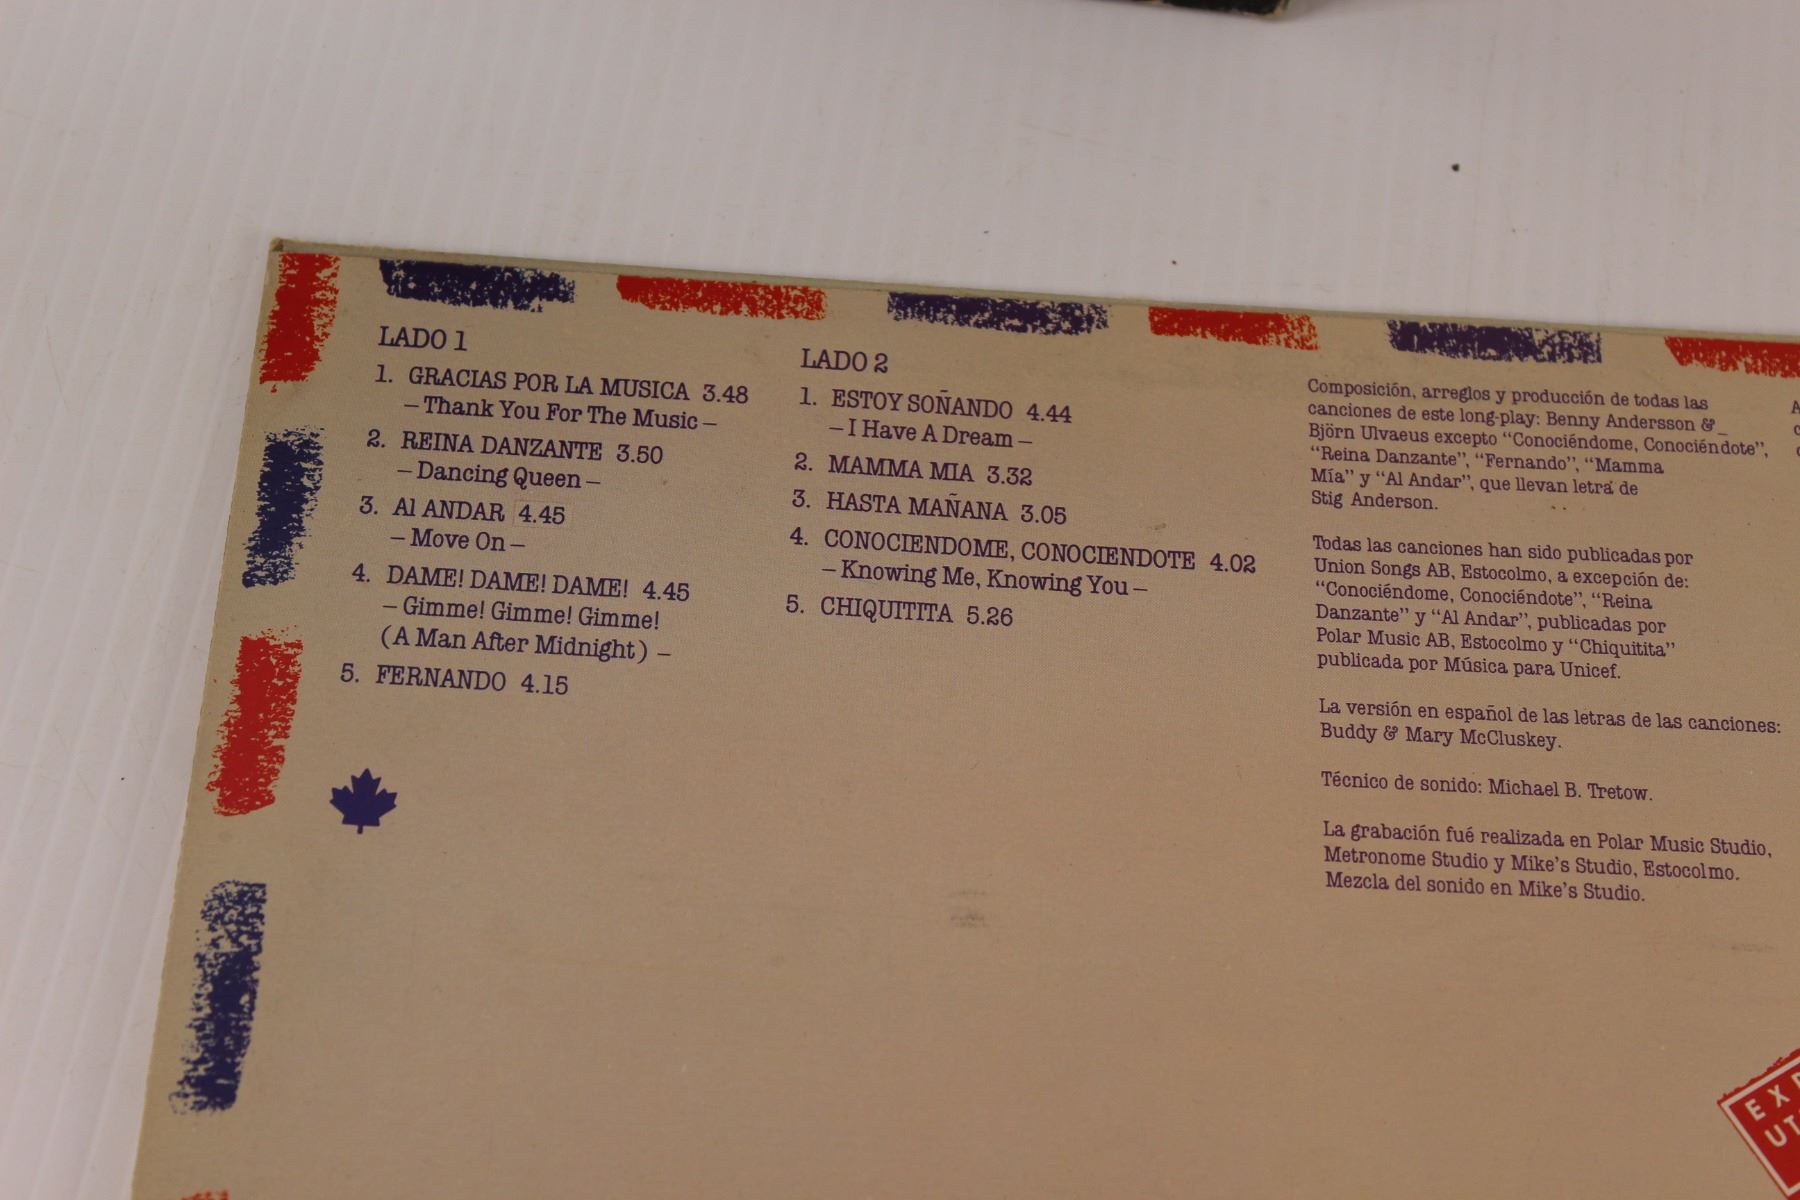 LADO 1
1. GRACIAS POR LA MUSICA 3.48
– Thank You For The Music –
2. REINA DANZANTE 3.50
– Dancing Queen –
3. Al ANDAR 4.45
– Move On –
4. DAME! DAME! DAME! 4.45
– Gimme! Gimme! Gimme!
(A Man After Midnight) –
5. FERNANDO 4.15
LADO 2
1. ESTOY SOÑANDO 4.44
– I Have A Dream –
2. MAMMA MIA 3.32
3. HASTA MAÑANA 3.05
4. CONOCIENDOME, CONOCIENDOTE 4.02
– Knowing Me, Knowing You –
5. CHIQUITITA 5.26
Composición, arreglos y producción de todas las
canciones de este long-play: Benny Andersson &
Björn Ulvaeus excepto “Conociéndome, Conociéndote”,
“Reina Danzante”, “Fernando”, “Mamma
Mía” y “Al Andar”, que llevan letra de
Stig Anderson.
Todas las canciones han sido publicadas por
Union Songs AB, Estocolmo, a excepción de:
“Conociéndome, Conociéndote”, “Reina
Danzante” y “Al Andar”, publicadas por
Polar Music AB, Estocolmo y “Chiquitita”
publicada por Música para Unicef.
La versión en español de las letras de las canciones:
Buddy & Mary McCluskey.
Técnico de sonido: Michael B. Tretow.
La grabación fué realizada en Polar Music Studio,
Metronome Studio y Mike’s Studio, Estocolmo.
Mezcla del sonido en Mike’s Studio.